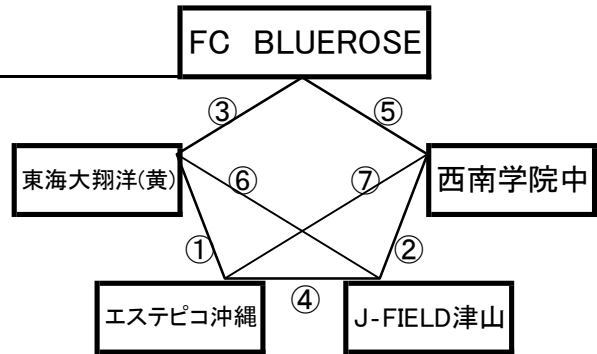 FC BLUEROSE
③
⑤
東海大翔洋(黄)
⑥
⑦
西南学院中
①
②
エステピコ沖縄
④
J-FIELD津山